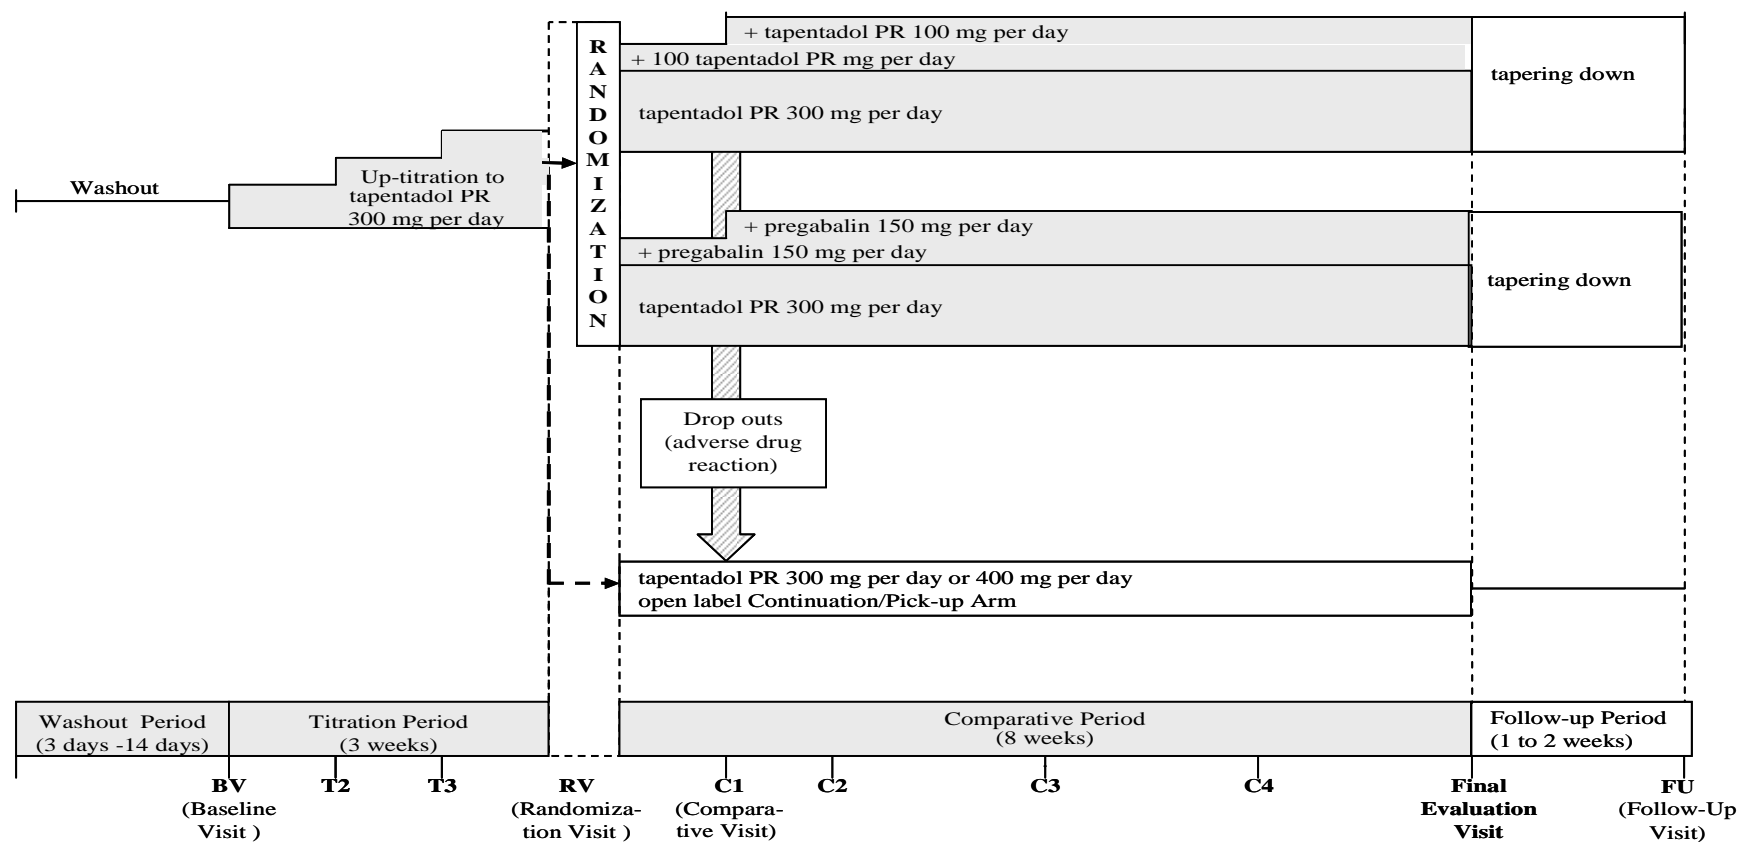 + tapentadol PR 100 mg per day
+ 100 tapentadol PR mg per day
tapentadol PR 300 mg per day
tapering down
RANDOMIZATION
Washout
Up-titration to
tapentadol PR
300 mg per day
+ pregabalin 150 mg per day
+ pregabalin 150 mg per day
tapentadol PR 300 mg per day
tapering down
Drop outs
(adverse drug
reaction)
tapentadol PR 300 mg per day or 400 mg per day
open label Continuation/Pick-up Arm
Washout Period
(3 days -14 days)
Titration Period
(3 weeks)
Comparative Period
(8 weeks)
Follow-up Period
(1 to 2 weeks)
BV
(Baseline
Visit )
T2
T3
RV
(Randomiza-
tion Visit )
C1
(Compara-
tive Visit)
C2
C3
C4
Final
Evaluation
Visit
FU
(Follow-Up
Visit)